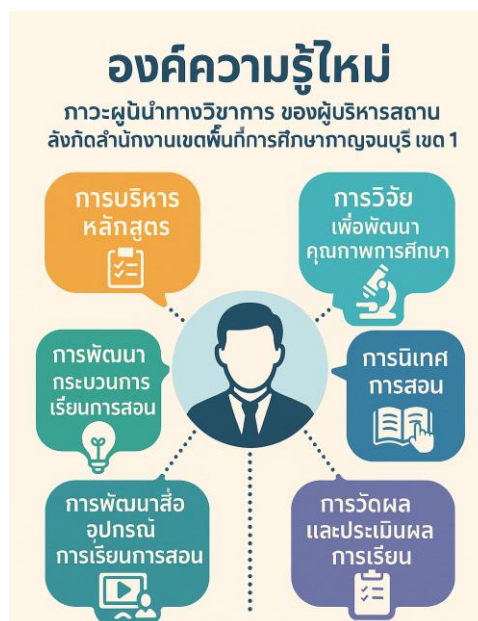 องค์ความรู้ใหม่
ภาวะผูน้นำทางวิชาการ ของผู้บริหารสถาน
ลังกัดลำนักงานเขตพื้นที่การศึกษากาญจนบุรี เขต 1
การบริหาร
หลักสูตร
การวิจัย
เพื่อพัฒนา
คุณภาพการศึกษา
การพัฒนา
กระบวนการ
เรียนการสอน
การนิเทศ
การสอน
การพัฒนาสื่อ
อุปกรณ์
การเรียนการสอน
การวัดผล
และประเมินผล
การเรียน